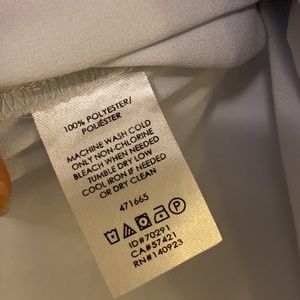 100% POLYESTER/
POLIÉSTER
MACHINE WASH COLD
ONLY NON-CHLORINE
BLEACH WHEN NEEDED
TUMBLE DRY LOW
COOL IRON IF NEEDED
OR DRY CLEAN
471665
ID#70291
CA#57421
RN#140923